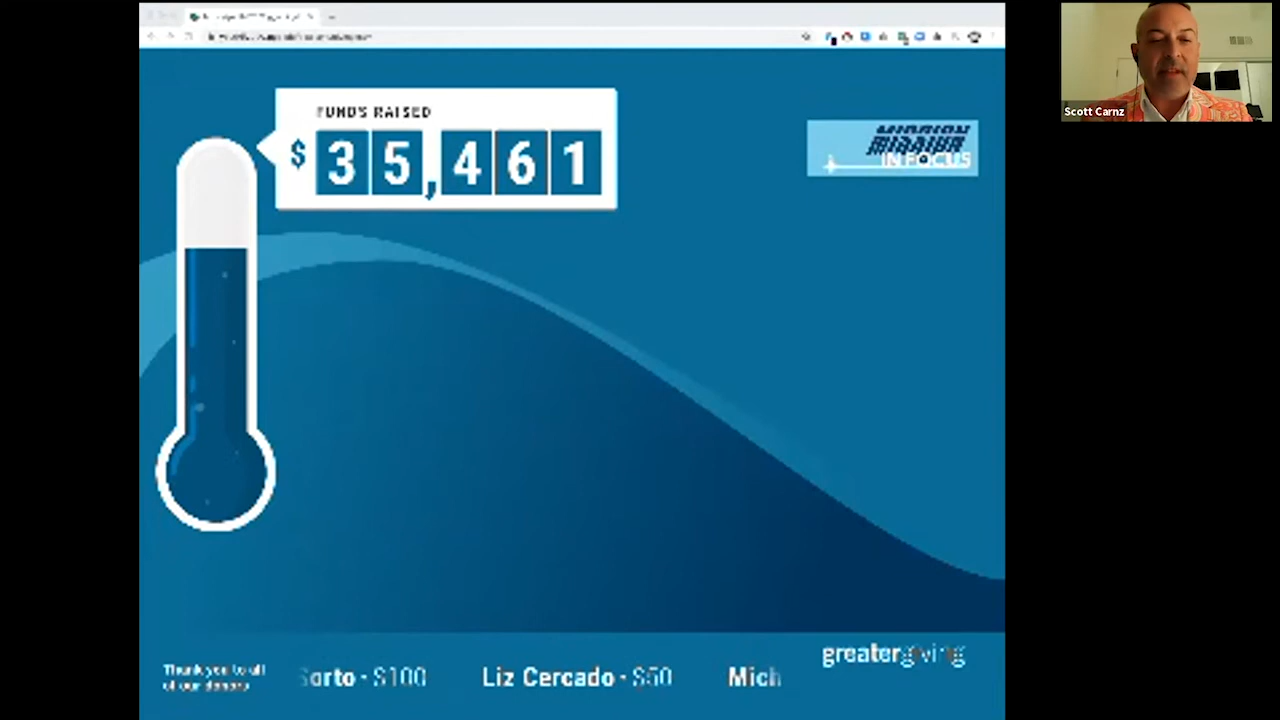 FUNDS RAISED
$35,461
MISSION
IN FOCUS
Scott Carnz
Thank you to all
of our donors
orto - $100 Liz Cercado - $50 Mich
greatergiving